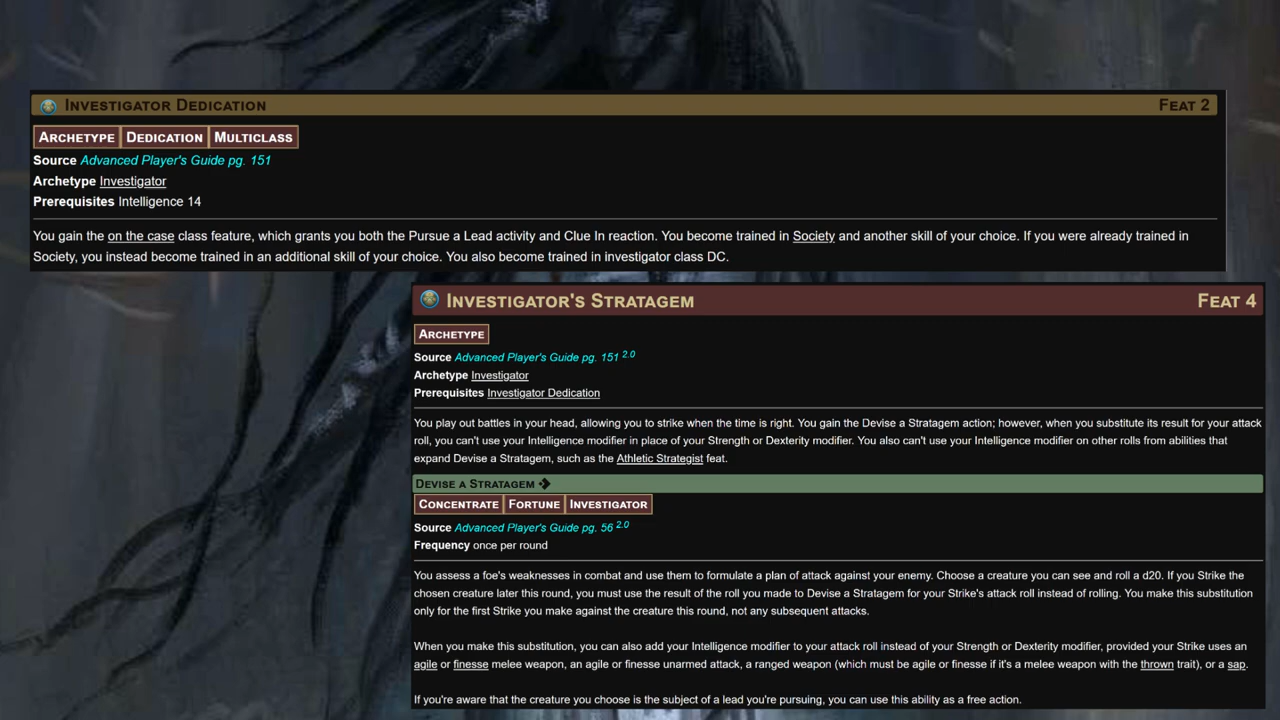 INVESTIGATOR DEDICATION FEAT 2
ARCHETYPE DEDICATION MULTICLASS
Source Advanced Player's Guide pg. 151
Archetype Investigator
Prerequisites Intelligence 14
You gain the on the case class feature, which grants you both the Pursue a Lead activity and Clue In reaction. You become trained in Society and another skill of your choice. If you were already trained in
Society, you instead become trained in an additional skill of your choice. You also become trained in investigator class DC.
INVESTIGATOR'S STRATAGEM FEAT 4
ARCHETYPE
Source Advanced Player's Guide pg. 151 2.0
Archetype Investigator
Prerequisites Investigator Dedication
You play out battles in your head, allowing you to strike when the time is right. You gain the Devise a Stratagem action; however, when you substitute its result for your attack
roll, you can't use your Intelligence modifier in place of your Strength or Dexterity modifier. You also can't use your Intelligence modifier on other rolls from abilities that
expand Devise a Stratagem, such as the Athletic Strategist feat.
DEVISE A STRATAGEM
CONCENTRATE FORTUNE INVESTIGATOR
Source Advanced Player's Guide pg. 56 2.0
Frequency once per round
You assess a foe's weaknesses in combat and use them to formulate a plan of attack against your enemy. Choose a creature you can see and roll a d20. If you Strike the
chosen creature later this round, you must use the result of the roll you made to Devise a Stratagem for your Strike's attack roll instead of rolling. You make this substitution
only for the first Strike you make against the creature this round, not any subsequent attacks.
When you make this substitution, you can also add your Intelligence modifier to your attack roll instead of your Strength or Dexterity modifier, provided your Strike uses an
agile or finesse melee weapon, an agile or finesse unarmed attack, a ranged weapon (which must be agile or finesse if it's a melee weapon with the thrown trait), or a sap.
If you're aware that the creature you choose is the subject of a lead you're pursuing, you can use this ability as a free action.